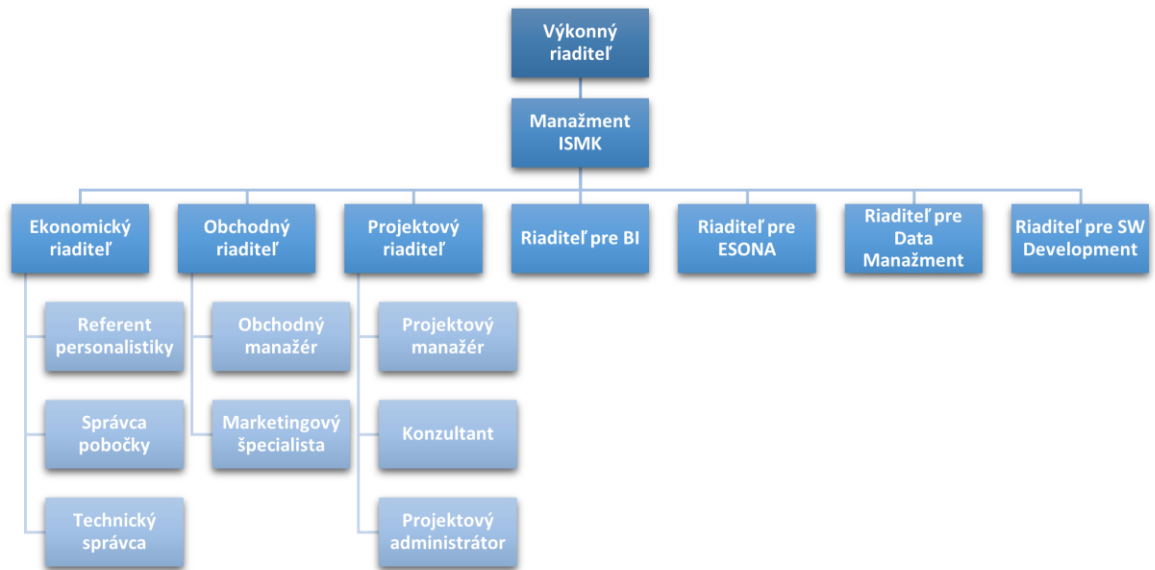 Výkonný
riaditeľ
Manažment
ISMK
Ekonomický
riaditeľ
Obchodný
riaditeľ
Projektový
riaditeľ
Riaditeľ pre BI
Riaditeľ pre
ESONA
Riaditeľ pre
Data
Manažment
Riaditeľ pre SW
Development
Referent
personalistiky
Správca
pobočky
Technický
správca
Obchodný
manažér
Marketingový
špecialista
Projektový
manažér
Konzultant
Projektový
administrátor